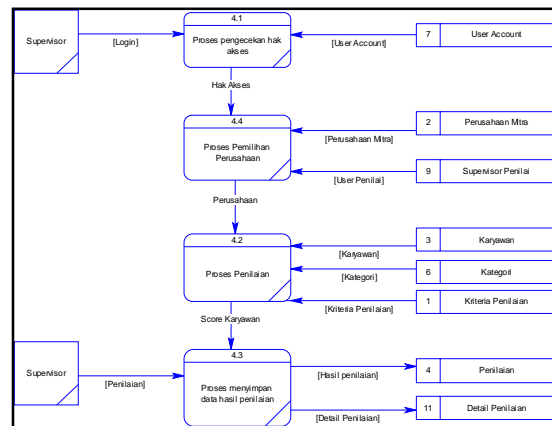 4.1
Supervisor
Proses pengecekan hak
akses
7
User Account
[Login]
[User Account]
Hak Akses
4.4
Proses Pemilihan
Perusahaan
2
Perusahaan Mitra
[Perusahaan Mitra]
9
Supervisor Penilai
[User Penilai]
Perusahaan
4.2
Proses Penilaian
3
Karyawan
[Karyawan]
6
Kategori
[Kategori]
1
Kriteria Penilaian
[Kriteria Penilaian]
Score Karyawan
4.3
Supervisor
Proses menyimpan
data hasil penilaian
[Penilaian]
4
Penilaian
[Hasil penilaian]
11
Detail Penilaian
[Detail Penilaian]